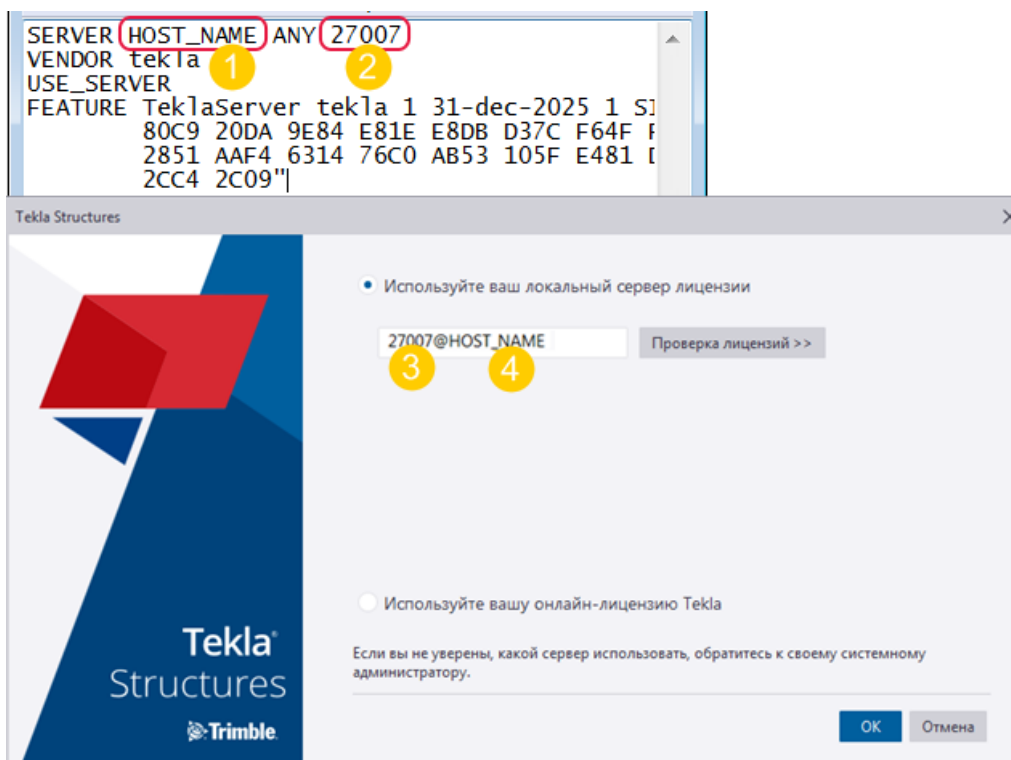 SERVER HOST_NAME ANY 27007
VENDOR tekla
1
2
USE_SERVER
FEATURE TeklaServer tekla 1 31-dec-2025 1
80C9 20DA 9E84 E81E E8DB D37C F64F
2851 AAF4 6314 76C0 AB53 105F E481
2CC4 2C09"
Tekla Structures
Используйте ваш локальный сервер лицензии
27007@HOST_NAME
Проверка лицензий >>
3
4
Используйте вашу онлайн-лицензию Tekla
Если вы не уверены, какой сервер использовать, обратитесь к своему системному
администратору.
Tekla®
Structures
Trimble.
OK
Отмена